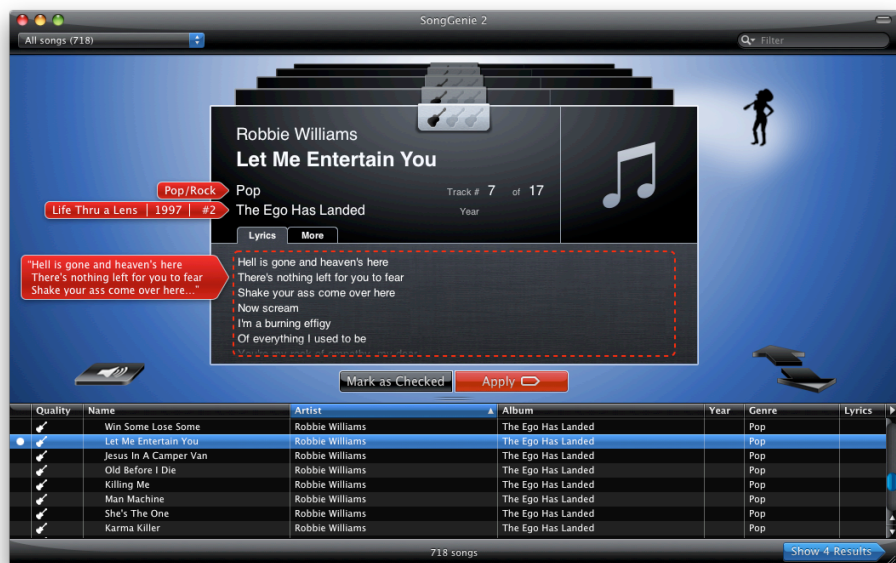 SongGenie 2
All songs (718)
Filter
Robbie Williams
Let Me Entertain You
Pop/Rock
Pop
Track # 7 of 17
Life Thru a Lens | 1997 | #2
The Ego Has Landed
Year
Lyrics More
"Hell is gone and heaven's here
There's nothing left for you to fear
Shake your ass come over here..."
Hell is gone and heaven's here
There's nothing left for you to fear
Shake your ass come over here
Now scream
I'm a burning effigy
Of everything I used to be
You're my rock of empathy, my dear
Mark as Checked Apply
Quality Name Artist Album Year Genre Lyrics
Win Some Lose Some Robbie Williams The Ego Has Landed Pop
Let Me Entertain You Robbie Williams The Ego Has Landed Pop
Jesus In A Camper Van Robbie Williams The Ego Has Landed Pop
Old Before I Die Robbie Williams The Ego Has Landed Pop
Killing Me Robbie Williams The Ego Has Landed Pop
Man Machine Robbie Williams The Ego Has Landed Pop
She's The One Robbie Williams The Ego Has Landed Pop
Karma Killer Robbie Williams The Ego Has Landed Pop
718 songs
Show 4 Results